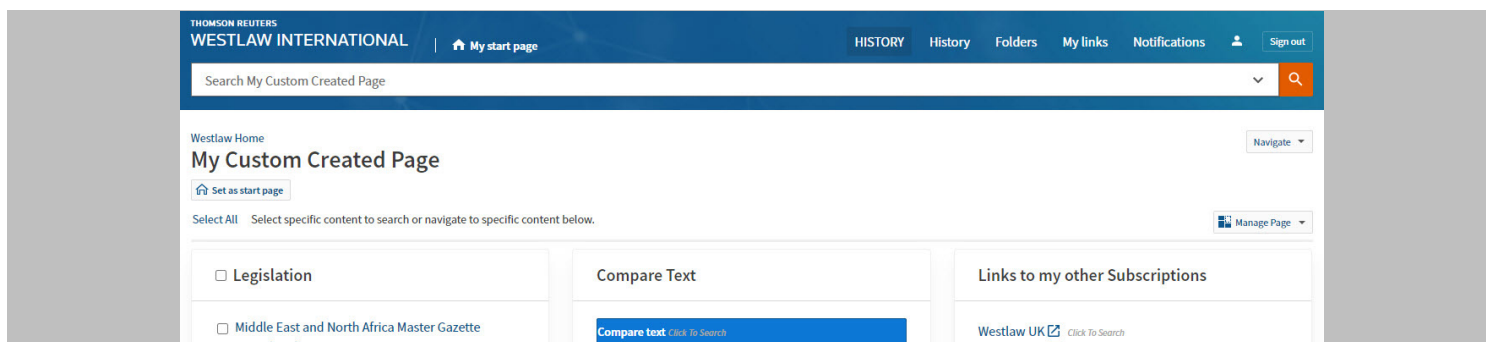 THOMSON REUTERS
WESTLAW INTERNATIONAL My start page HISTORY History Folders My links Notifications Sign out
Search My Custom Created Page
Westlaw Home
My Custom Created Page Navigate
Set as start page
Select All Select specific content to search or navigate to specific content below. Manage Page
Legislation Compare Text Links to my other Subscriptions
Middle East and North Africa Master Gazette Compare text Click To Search Westlaw UK Click To Search